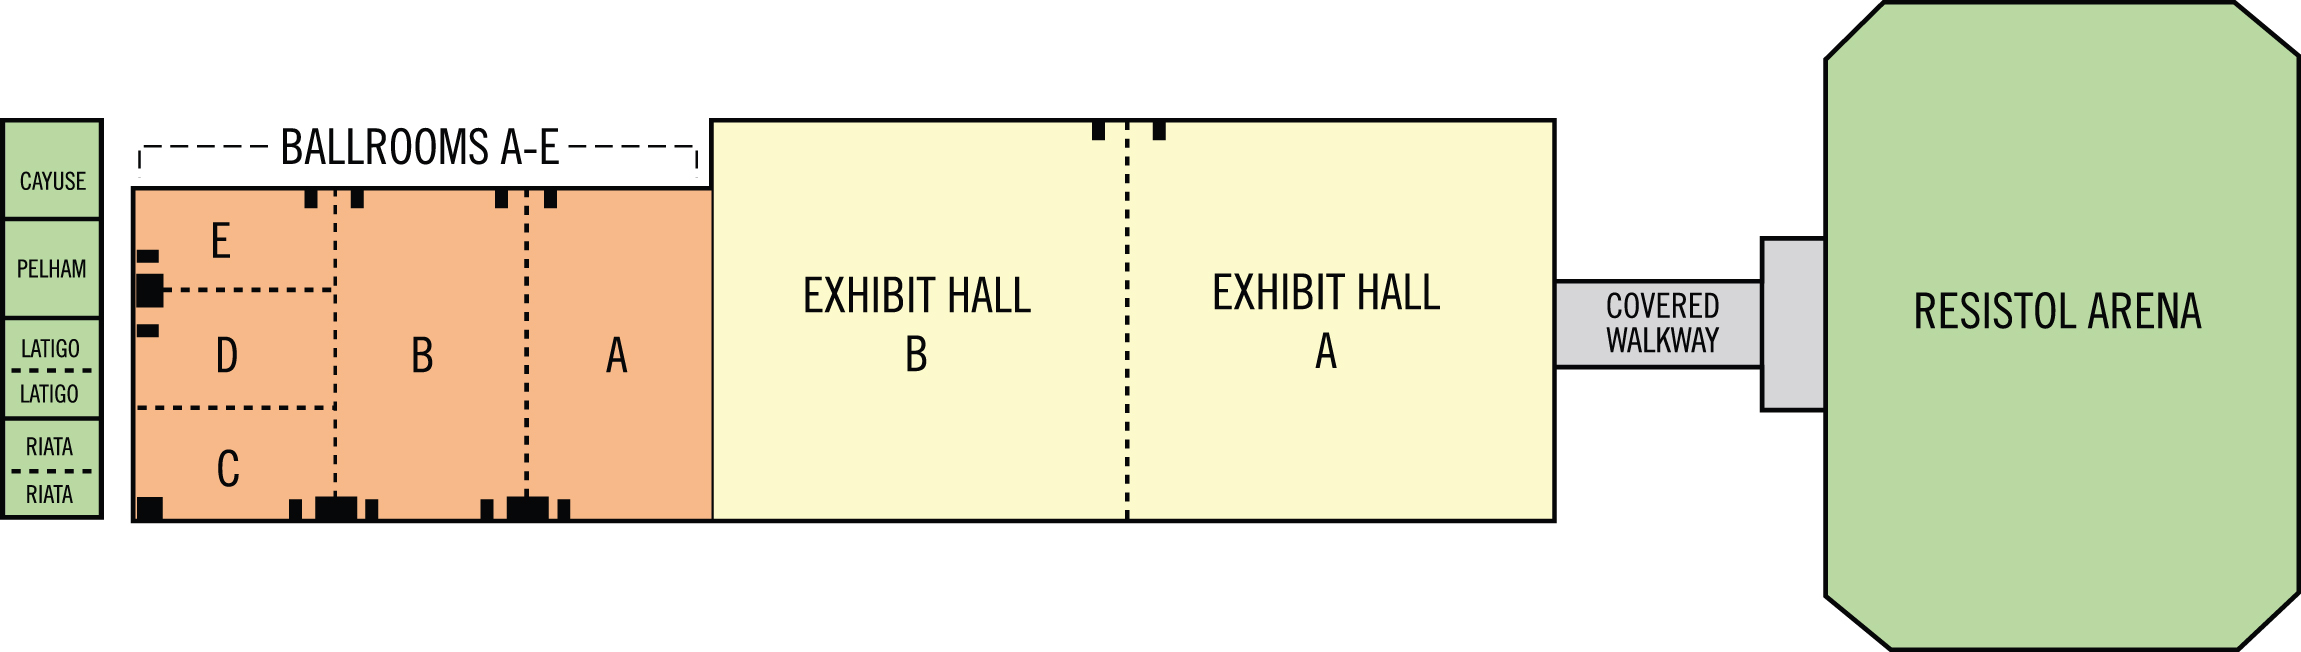 CAYUSE
PELHAM
LATIGO
LATIGO
RIATA
RIATA
BALLROOMS A-E
E
D
C
B
A
EXHIBIT HALL
B
EXHIBIT HALL
A
COVERED
WALKWAY
RESISTOL ARENA